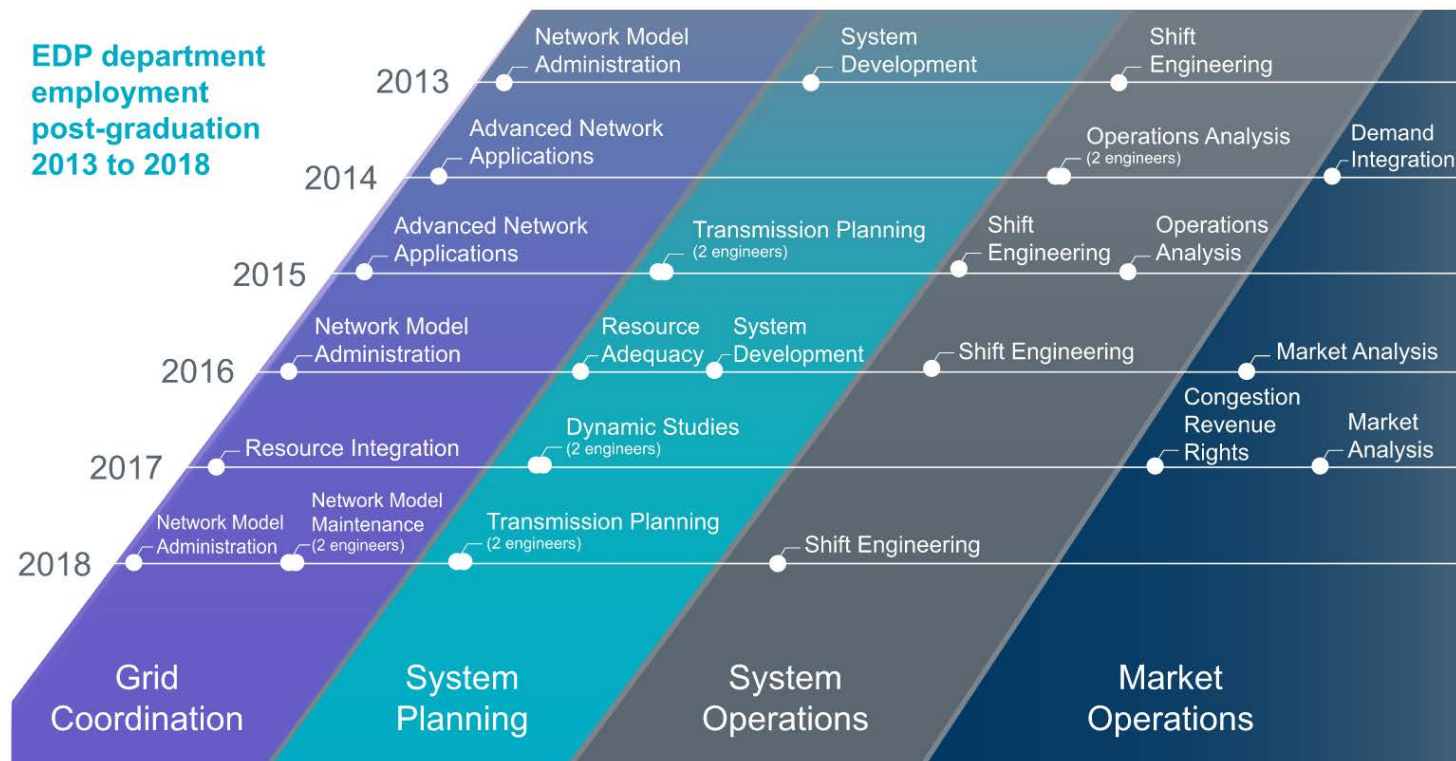 EDP department
employment
post-graduation
2013 to 2018
2013
Network Model
Administration
System
Development
Shift
Engineering
2014
Advanced Network
Applications
Operations Analysis
(2 engineers)
Demand
Integration
2015
Advanced Network
Applications
Transmission Planning
(2 engineers)
Shift
Engineering
Operations
Analysis
2016
Network Model
Administration
Resource
Adequacy
System
Development
Shift Engineering
Market Analysis
2017
Resource Integration
Dynamic Studies
(2 engineers)
Congestion
Revenue
Rights
Market
Analysis
2018
Network Model
Administration
Network Model
Maintenance
(2 engineers)
Transmission Planning
(2 engineers)
Shift Engineering
Grid
Coordination
System
Planning
System
Operations
Market
Operations